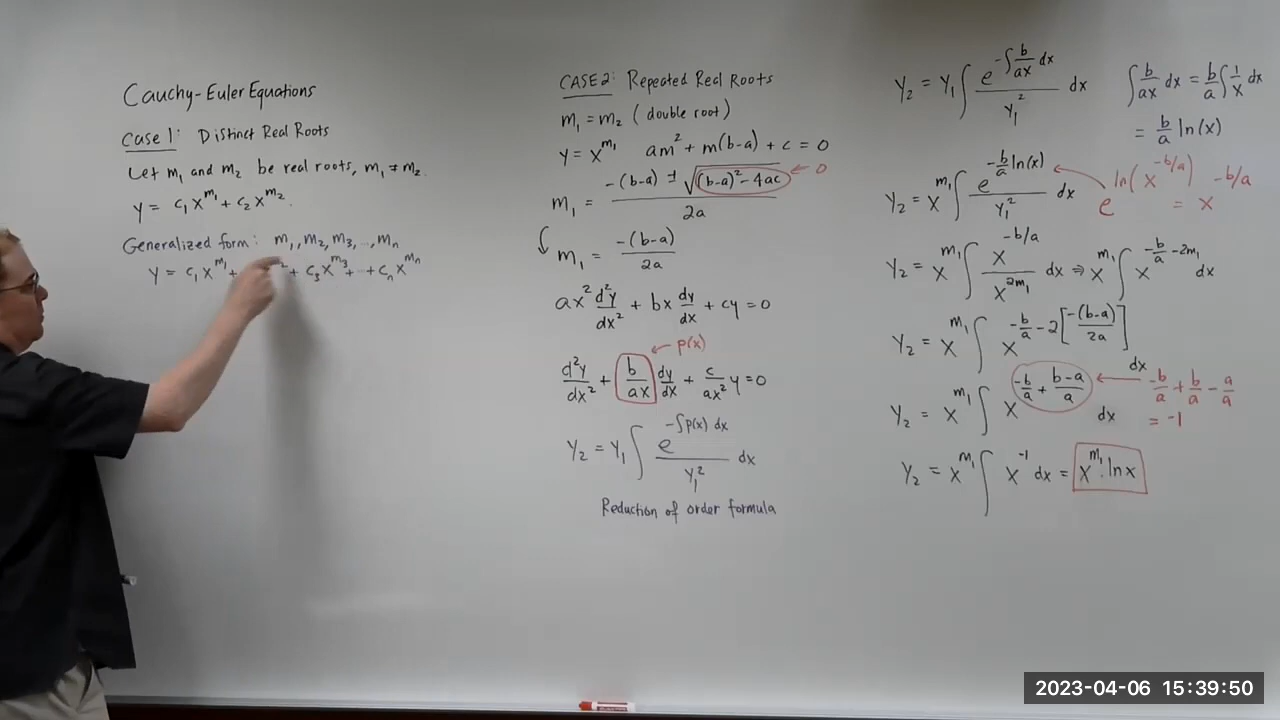 Cauchy-Euler Equations
Case 1: Distinct Real Roots
Let m₁ and m₂ be real roots, m₁ ≠ m₂.
y = c₁x^m₁ + c₂x^m₂.
Generalized form: m₁, m₂, m₃, ..., mₙ
y = c₁x^m₁ + + c₃x^m₃ + ... + cₙx^mₙ
CASE 2: Repeated Real Roots
m₁ = m₂ (double root)
y = x^m₁ am² + m(b-a) + c = 0
m₁ = (-(b-a) ± √((b-a)² - 4ac)) / 2a ← 0
m₁ = -(b-a) / 2a
ax² d²y/dx² + bx dy/dx + cy = 0
d²y/dx² + b/ax dy/dx + c/ax² y = 0 ← p(x)
y₂ = y₁ ∫ e^(-∫p(x) dx) / y₁² dx
Reduction of order formula
y₂ = y₁ ∫ e^(-∫ b/ax dx) / y₁² dx
∫ b/ax dx = b/a ∫ 1/x dx
= b/a ln(x)
y₂ = x^m₁ ∫ e^(-b/a ln(x)) / y₁² dx
e^ln(x^-b/a) = x^-b/a
y₂ = x^m₁ ∫ x^-b/a / x^2m₁ dx ⇒ x^m₁ ∫ x^(-b/a - 2m₁) dx
y₂ = x^m₁ ∫ x^(-b/a - 2[-(b-a)/2a]) dx
y₂ = x^m₁ ∫ x^(-b/a + (b-a)/a) dx
← -b/a + b/a - a/a
= -1
y₂ = x^m₁ ∫ x^-1 dx = x^m₁ · ln x
2023-04-06 15:39:50